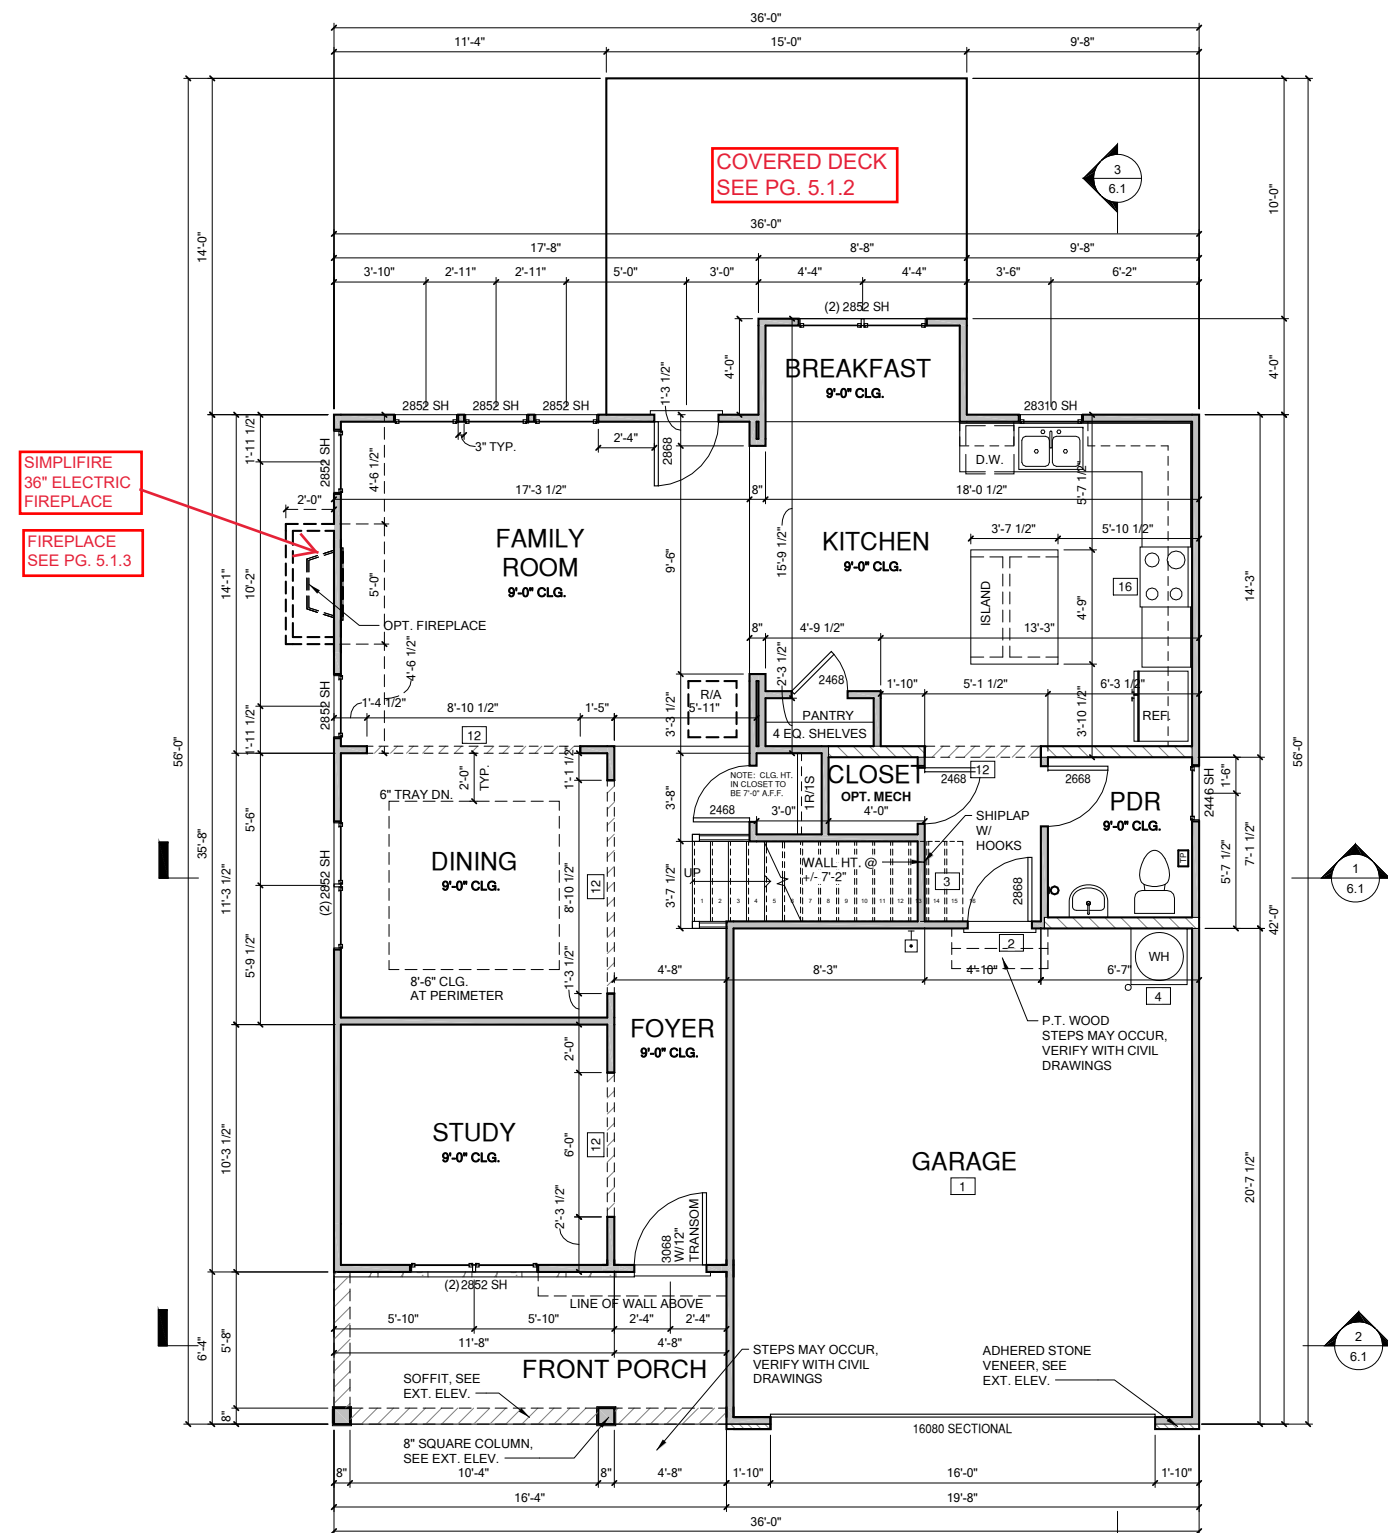 36'-0"
11'-4" 15'-0" 9'-8"
COVERED DECK
SEE PG. 5.1.2
3
6.1
10'-0"
14'-0"
36'-0"
17'-8" 8'-8" 9'-8"
3'-10" 2'-11" 2'-11" 5'-0" 3'-0" 4'-4" 4'-4" 3'-6" 6'-2"
(2) 2852 SH
4'-0"
4'-0"
1'-3 1/2"
BREAKFAST
9'-0" CLG.
2852 SH 2852 SH 2852 SH
28310 SH
3" TYP.
2'-4"
2868
D.W.
1'-11 1/2"
2852 SH
4'-6 1/2"
5'-7 1/2"
SIMPLIFIRE
36" ELECTRIC
FIREPLACE
2'-0"
17'-3 1/2" 8" 18'-0 1/2"
FIREPLACE
SEE PG. 5.1.3
FAMILY
ROOM
9'-0" CLG.
KITCHEN
9'-0" CLG.
3'-7 1/2" 5'-10 1/2"
15'-9 1/2"
9'-6"
14'-1"
10'-2"
5'-0"
ISLAND
4'-9"
16
14'-3"
OPT. FIREPLACE
8" 4'-9 1/2" 13'-3"
4'-6 1/2"
2'-3 1/2"
2468
1'-10" 5'-1 1/2" 6'-3 1/2"
R/A
5'-11"
3'-3 1/2"
PANTRY
4 EQ. SHELVES
REF.
3'-10 1/2"
2852 SH
1'-11 1/2"
1'-4 1/2" 8'-10 1/2" 1'-5"
12
56'-0"
56'-0"
2'-0"
TYP.
1'-1 1/2"
6" TRAY DN.
NOTE: CLG. HT.
IN CLOSET TO
BE 7'-0" A.F.F.
2468
3'-8"
3'-0"
1R/1S
CLOSET
OPT. MECH
4'-0"
2468
12
2668
PDR
9'-0" CLG.
2446 SH
1'-6"
SHIPLAP
W/
HOOKS
5'-6"
35'-8"
DINING
9'-0" CLG.
(2) 2852 SH
11'-3 1/2"
8'-10 1/2"
12
UP
3'-7 1/2"
WALL HT. @
+/- 7'-2"
3
1 2 3 4 5 6 7 8 9 10 11 12 13 14 15 16
2868
TP
5'-7 1/2"
7'-1 1/2"
1
6.1
42'-0"
2
WH
4
5'-9 1/2"
1'-3 1/2"
8'-6" CLG.
AT PERIMETER
4'-8" 8'-3" 4'-10" 6'-7"
FOYER
9'-0" CLG.
P.T. WOOD
STEPS MAY OCCUR,
VERIFY WITH CIVIL
DRAWINGS
2'-0"
STUDY
9'-0" CLG.
6'-0"
12
10'-3 1/2"
GARAGE
1
20'-7 1/2"
2'-3 1/2"
3068
W/12"
TRANSOM
(2) 2852 SH
LINE OF WALL ABOVE
5'-10" 5'-10" 2'-4" 2'-4"
11'-8" 4'-8"
6'-4"
5'-8"
FRONT PORCH
STEPS MAY OCCUR,
VERIFY WITH CIVIL
DRAWINGS
ADHERED STONE
VENEER, SEE
EXT. ELEV.
2
6.1
SOFFIT, SEE
EXT. ELEV.
8"
16080 SECTIONAL
8" SQUARE COLUMN,
SEE EXT. ELEV.
8" 10'-4" 8" 4'-8" 1'-10" 16'-0" 1'-10"
16'-4" 19'-8"
36'-0"